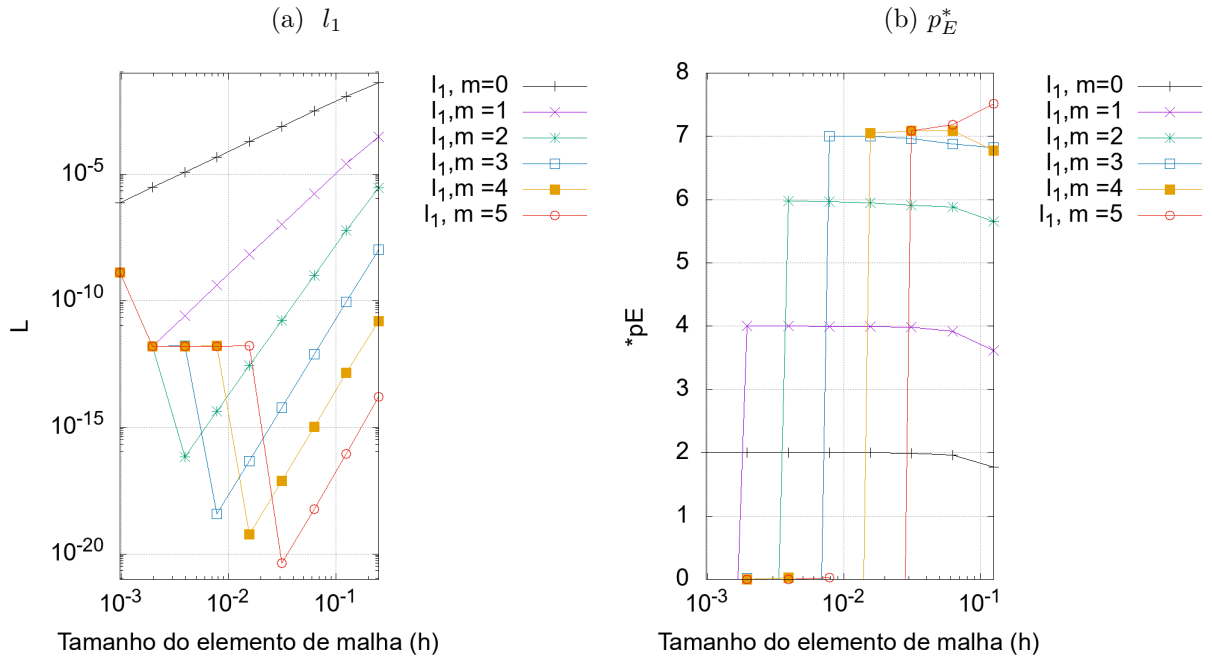 (a) l₁
L
10⁻⁵
10⁻¹⁰
10⁻¹⁵
10⁻²⁰
10⁻³ 10⁻² 10⁻¹
Tamanho do elemento de malha (h)
l₁, m=0
l₁,m =1
l₁,m =2
l₁,m =3
l₁,m =4
l₁, m =5
(b) p*_E
*pE
8
7
6
5
4
3
2
1
0
10⁻³ 10⁻² 10⁻¹
Tamanho do elemento de malha (h)
l₁, m=0
l₁,m =1
l₁,m =2
l₁,m =3
l₁,m =4
l₁, m =5